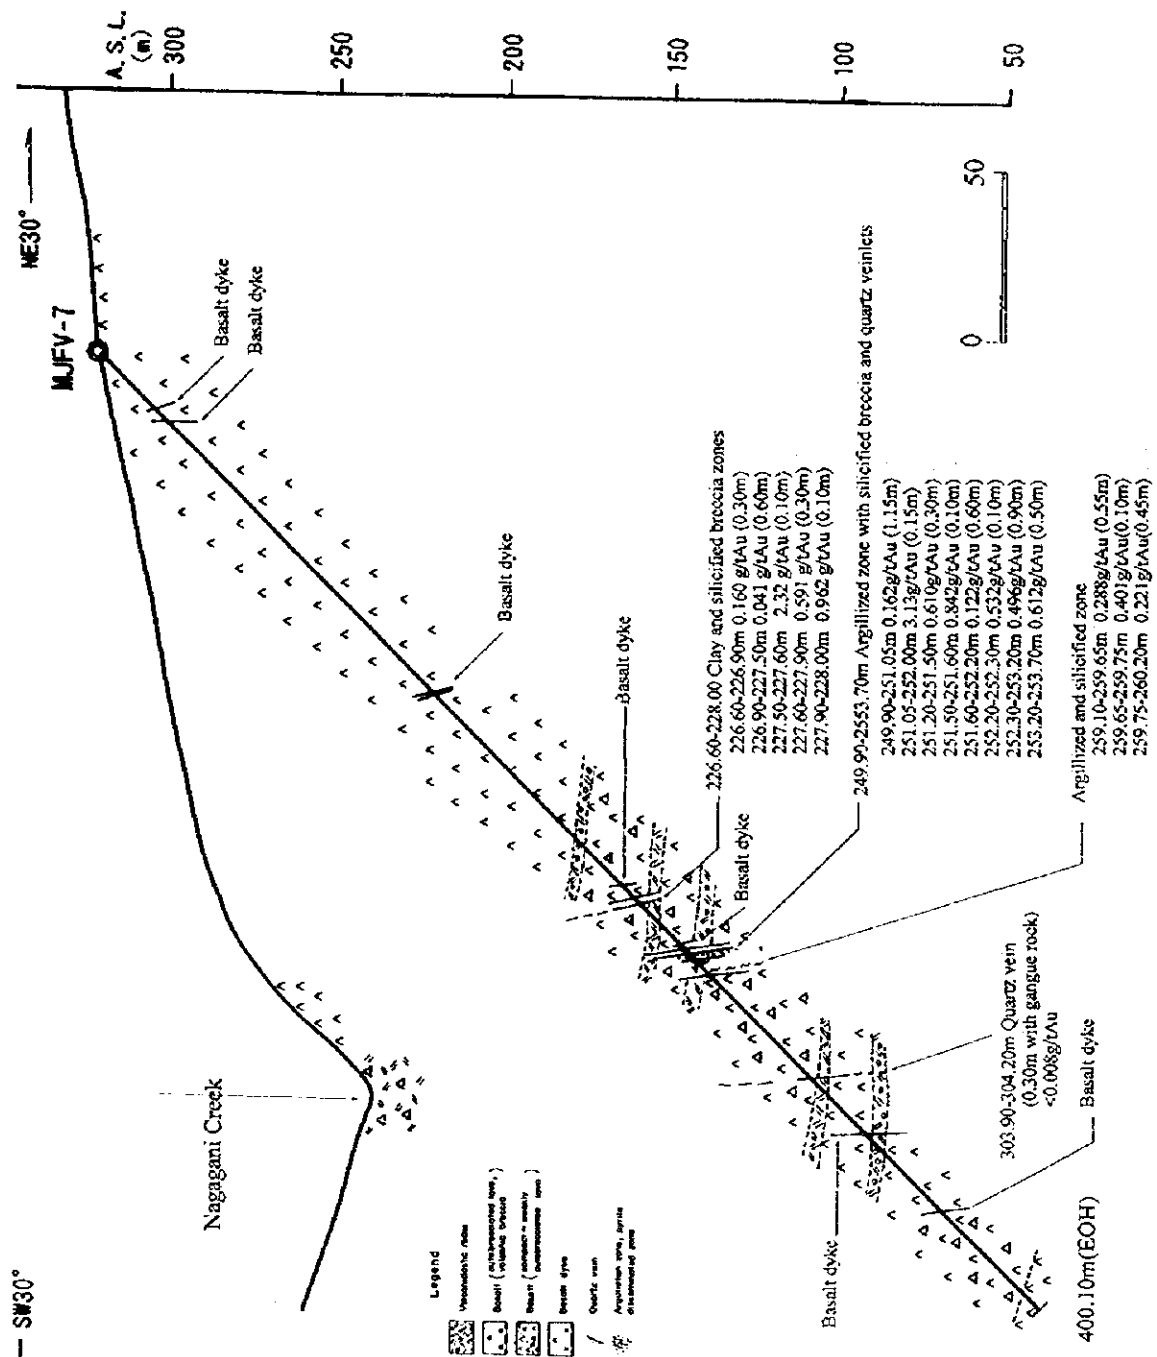 — SW30°
NE30°
A. S. L.
(m)
300
250
200
150
100
50
MJFV-7
Basalt dyke
Basalt dyke
Basalt dyke
Basalt dyke
226.60-228.00 Clay and silicified breccia zones
226.60-226.90m 0.160 g/tAu (0.30m)
226.90-227.50m 0.041 g/tAu (0.60m)
227.50-227.60m 2.32 g/tAu (0.10m)
227.60-227.90m 0.591 g/tAu (0.30m)
227.90-228.00m 0.962 g/tAu (0.10m)
Basalt dyke
249.90-2553.70m Argillized zone with silicified breccia and quartz veinlets
249.90-251.05m 0.162g/tAu (1.15m)
251.05-252.00m 3.13g/tAu (0.15m)
251.20-251.50m 0.610g/tAu (0.30m)
251.50-251.60m 0.842g/tAu (0.10m)
251.60-252.20m 0.122g/tAu (0.60m)
252.20-252.30m 0.532g/tAu (0.10m)
252.30-253.20m 0.496g/tAu (0.90m)
253.20-253.70m 0.612g/tAu (0.50m)
Argillized and silicified zone
259.10-259.65m 0.288g/tAu (0.55m)
259.65-259.75m 0.401g/tAu(0.10m)
259.75-260.20m 0.221g/tAu(0.45m)
303.90-304.20m Quartz vein
(0.30m with gangue rock)
<0.008g/tAu
Basalt dyke
Basalt dyke
400.10m(EOH)
Nagagani Creek
0
50
Legend
Basalt
volcanic breccia
Basalt
Basalt dyke
Quartz vein
zone, pyrite
disseminated zone